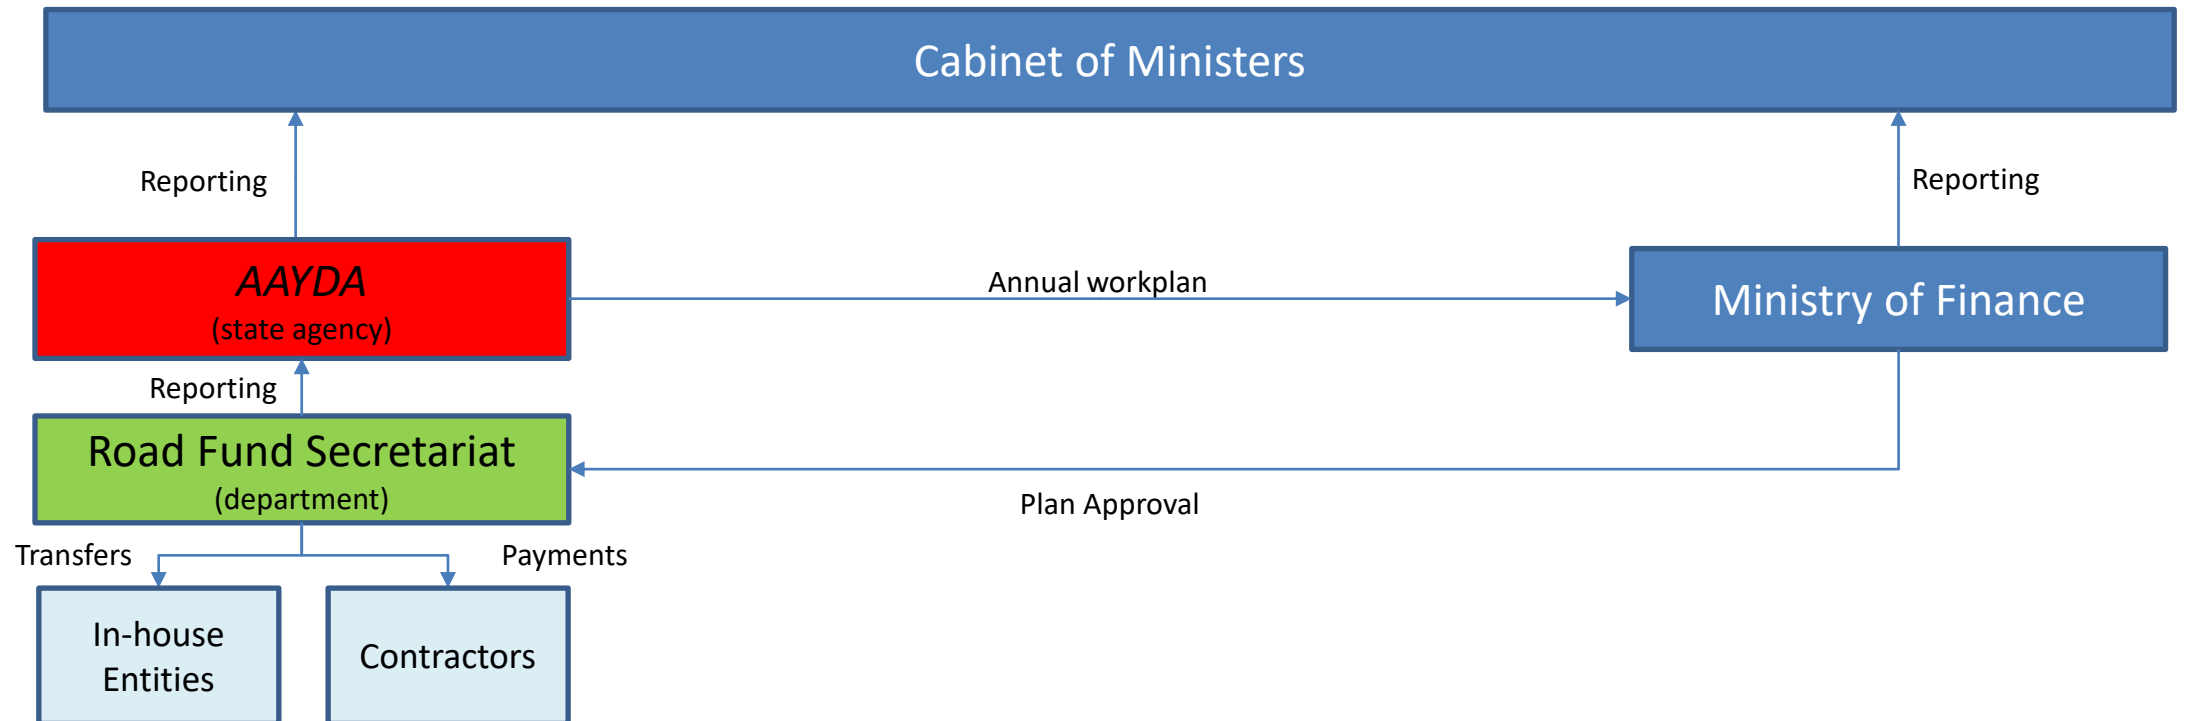 Cabinet of Ministers
Reporting
Reporting
AAYDA
(state agency)
Annual workplan
Ministry of Finance
Reporting
Road Fund Secretariat
(department)
Plan Approval
Transfers
Payments
In-house
Entities
Contractors